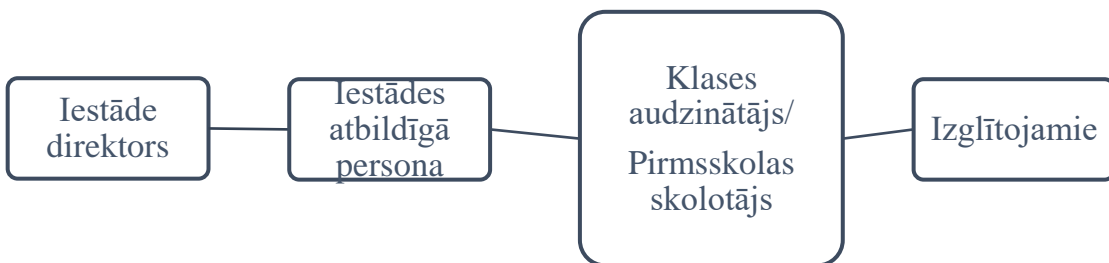 Iestāde
direktors
Iestādes
atbildīgā
persona
Klases
audzinātājs/
Pirmsskolas
skolotājs
Izglītojamie